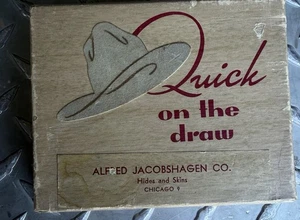 Quick
on the
draw
ALFRED JACOBSHAGEN CO.
Hides and Skins
CHICAGO 9